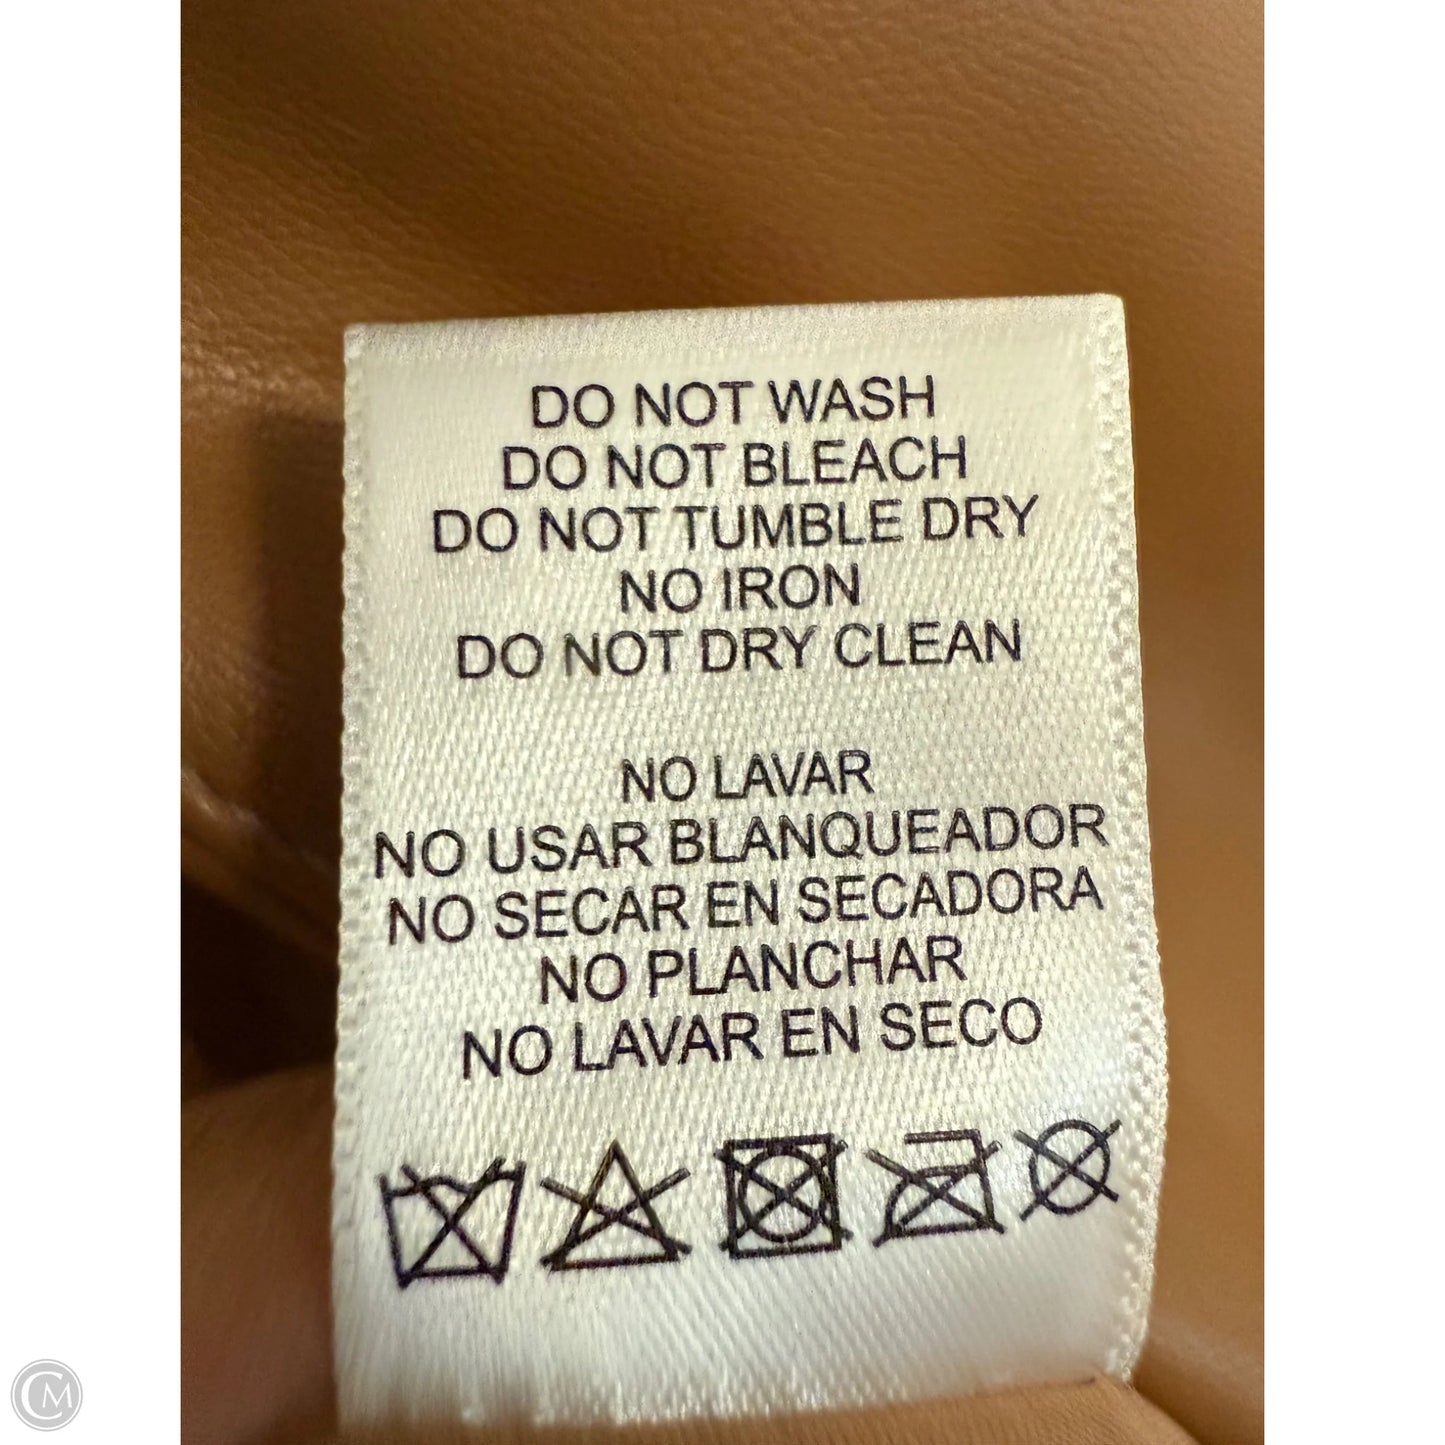 DO NOT WASH
DO NOT BLEACH
DO NOT TUMBLE DRY
NO IRON
DO NOT DRY CLEAN
NO LAVAR
NO USAR BLANQUEADOR
NO SECAR EN SECADORA
NO PLANCHAR
NO LAVAR EN SECO
CM